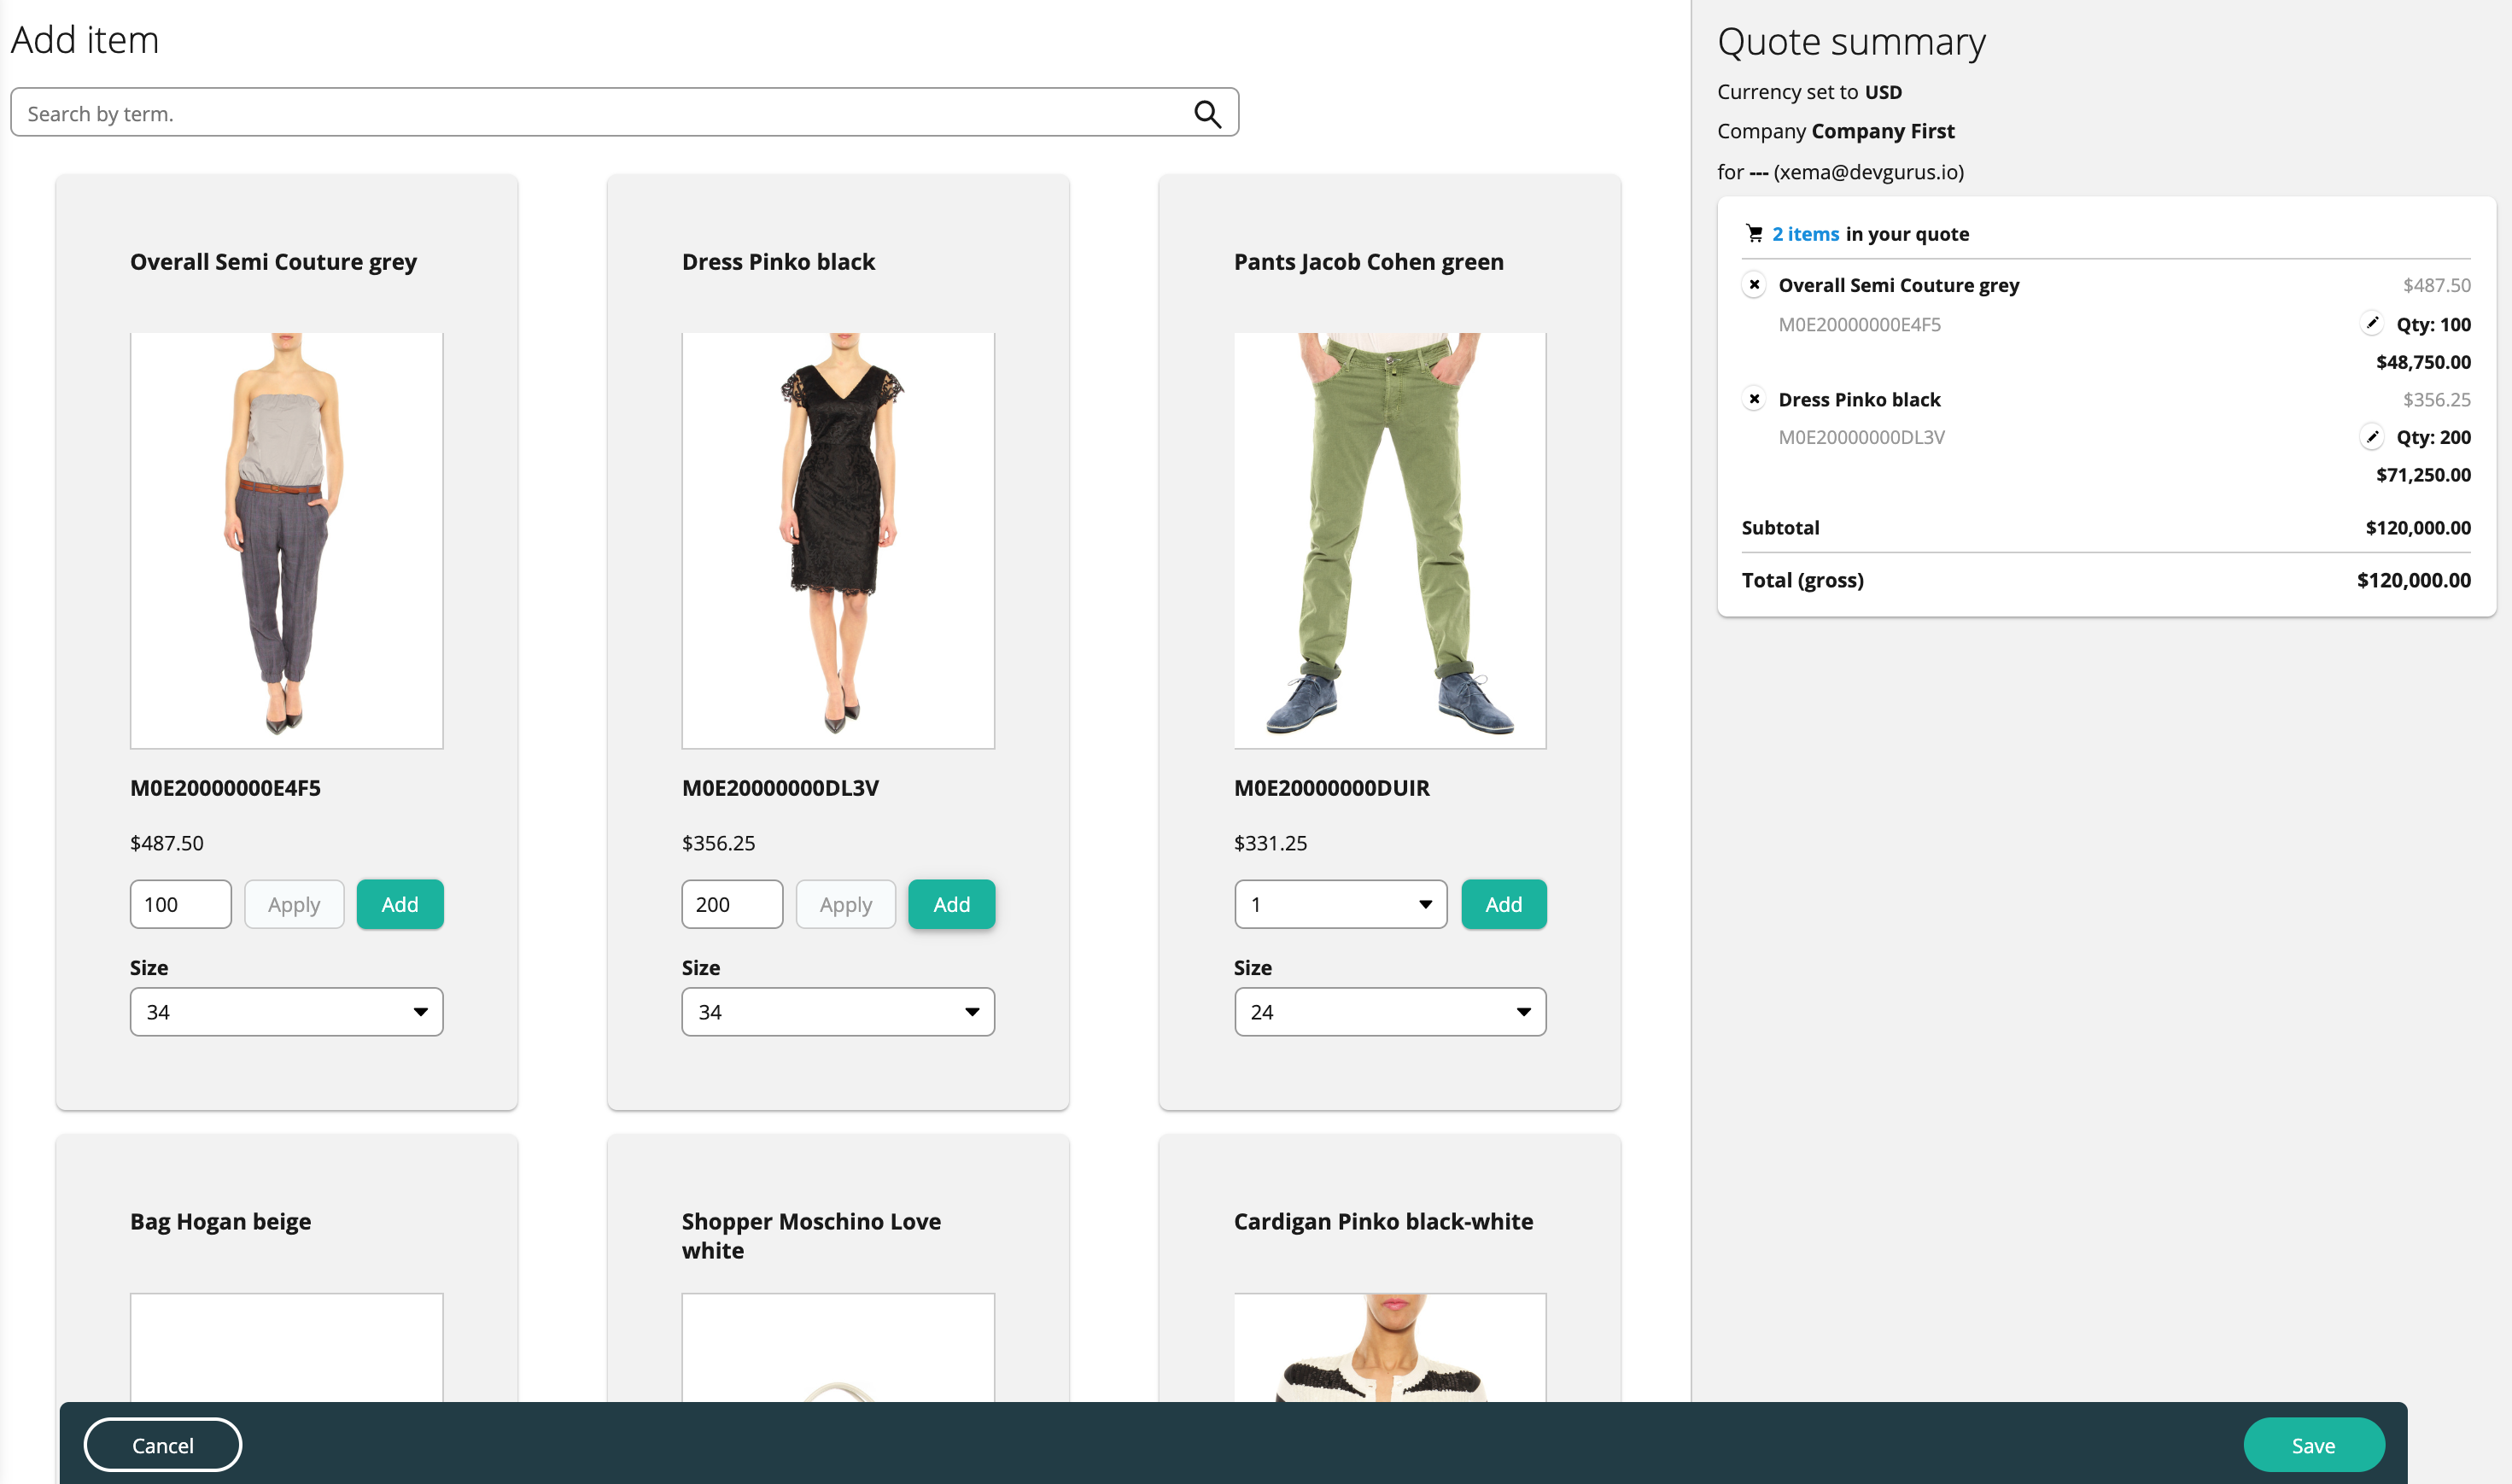 Add item
Search by term.
Overall Semi Couture grey
M0E20000000E4F5
$487.50
100 Apply Add
Size
34
Dress Pinko black
M0E20000000DL3V
$356.25
200 Apply Add
Size
34
Pants Jacob Cohen green
M0E20000000DUIR
$331.25
1 Add
Size
24
Bag Hogan beige
Shopper Moschino Love
white
Cardigan Pinko black-white
Quote summary
Currency set to USD
Company Company First
for --- (xema@devgurus.io)
2 items in your quote
Overall Semi Couture grey $487.50
M0E20000000E4F5 Qty: 100
$48,750.00
Dress Pinko black $356.25
M0E20000000DL3V Qty: 200
$71,250.00
Subtotal $120,000.00
Total (gross) $120,000.00
Cancel Save